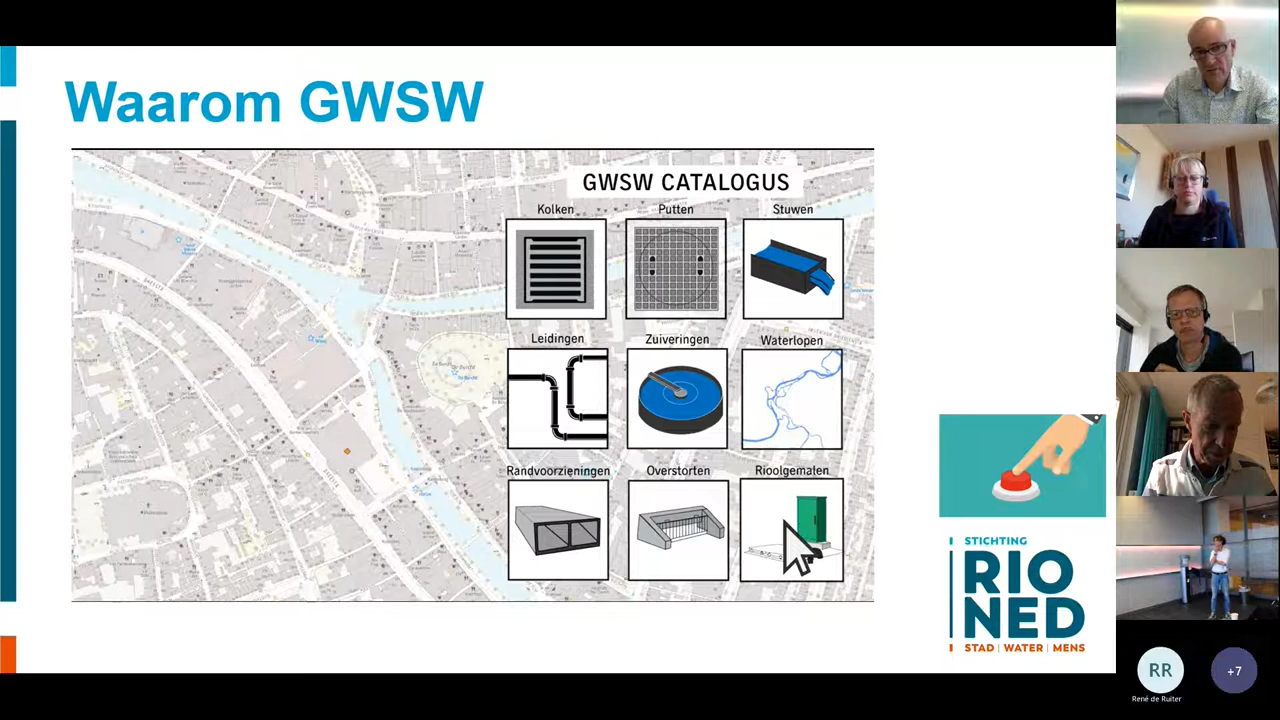 Waarom GWSW
GWSW CATALOGUS
Kolken
Putten
Stuwen
Leidingen
Zuiveringen
Waterlopen
Randvoorzieningen
Overstorten
Rioolgemalen
STICHTING
RIO
NED
STAD | WATER | MENS
RR
René de Ruiter
+7